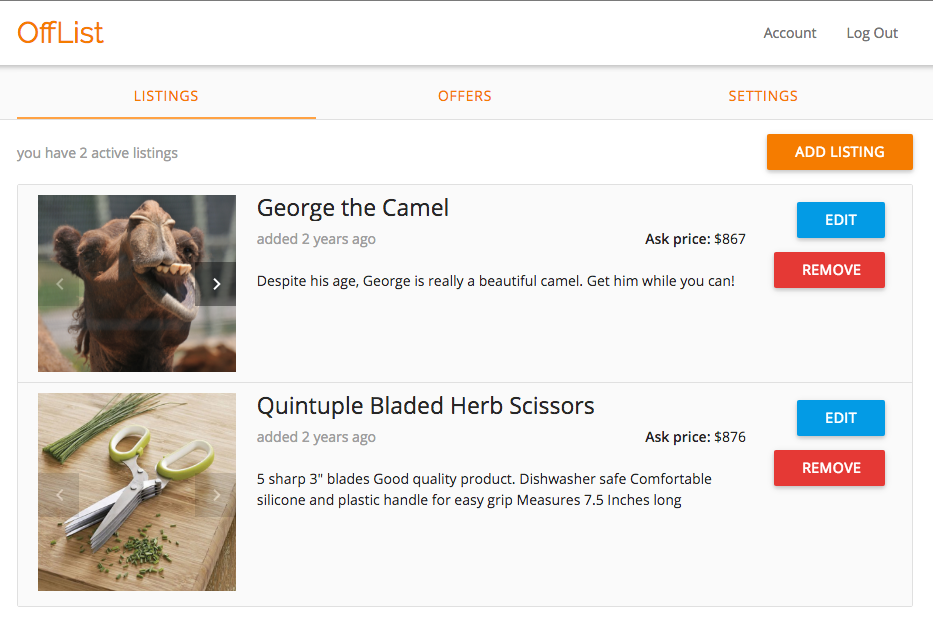 OffList
Account Log Out
LISTINGS OFFERS SETTINGS
you have 2 active listings
ADD LISTING
George the Camel
EDIT
added 2 years ago
Ask price: $867
REMOVE
Despite his age, George is really a beautiful camel. Get him while you can!
Quintuple Bladed Herb Scissors
EDIT
added 2 years ago
Ask price: $876
REMOVE
5 sharp 3" blades Good quality product. Dishwasher safe Comfortable
silicone and plastic handle for easy grip Measures 7.5 Inches long